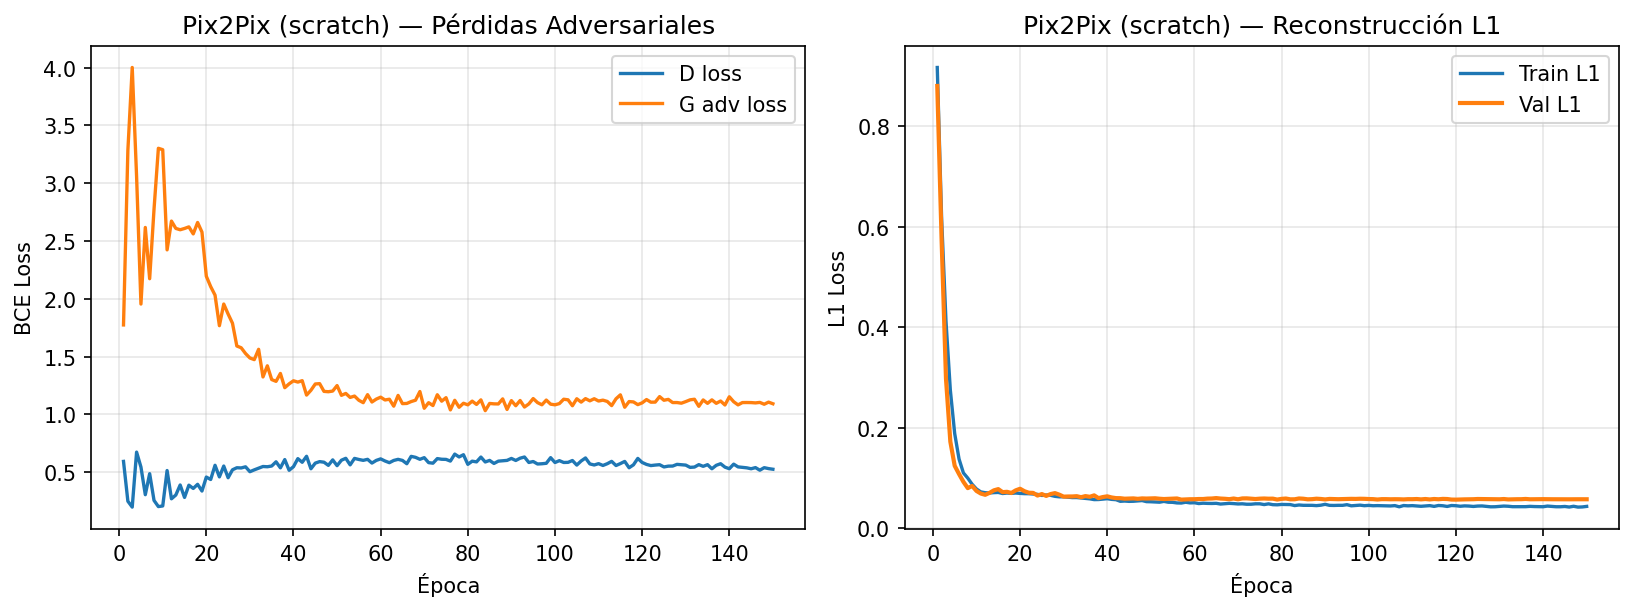 Pix2Pix (scratch) — Pérdidas Adversariales
BCE Loss
4.0
3.5
3.0
2.5
2.0
1.5
1.0
0.5
D loss
G adv loss
0 20 40 60 80 100 120 140
Época
Pix2Pix (scratch) — Reconstrucción L1
L1 Loss
0.8
0.6
0.4
0.2
0.0
Train L1
Val L1
0 20 40 60 80 100 120 140
Época